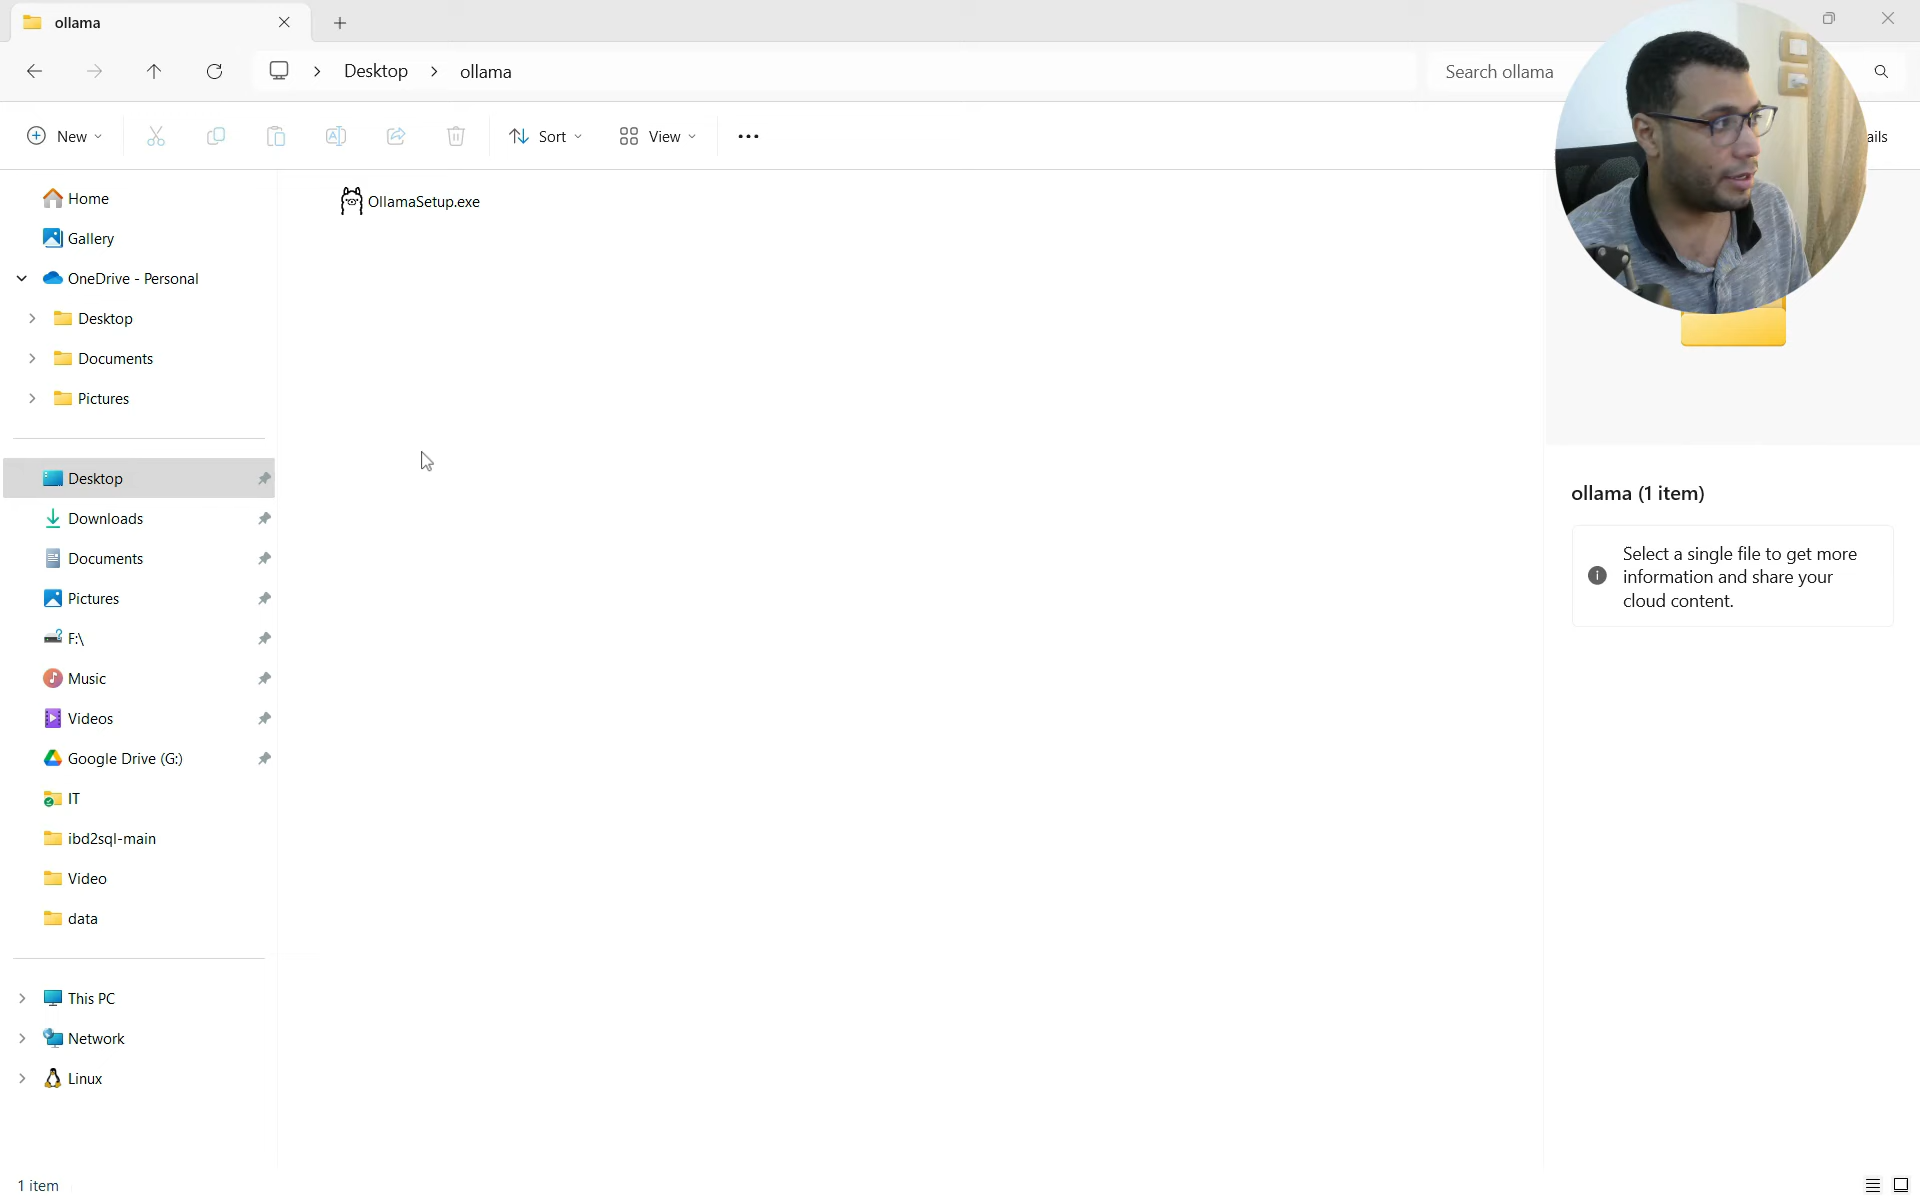 ollama
Desktop
ollama
Search ollama
New
Sort
View
ails
Home
Gallery
OneDrive - Personal
Desktop
Documents
Pictures
Desktop
Downloads
Documents
Pictures
F:\
Music
Videos
Google Drive (G:)
IT
ibd2sql-main
Video
data
This PC
Network
Linux
OllamaSetup.exe
ollama (1 item)
Select a single file to get more
information and share your
cloud content.
1 item